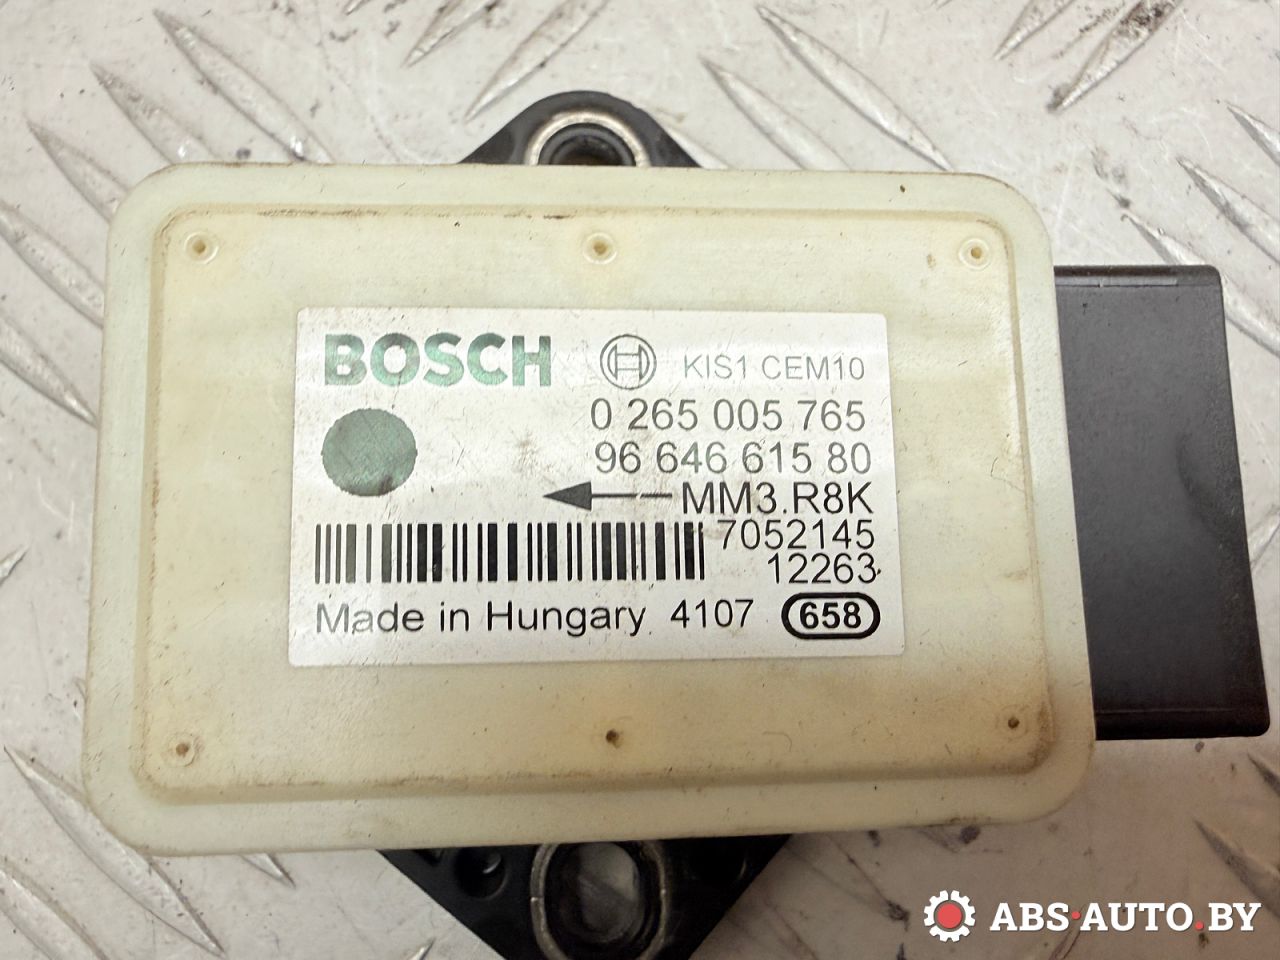 BOSCH KIS1 CEM10
0 265 005 765
96 646 615 80
MM3.R8K
7052145
12263
Made in Hungary 4107 658
ABS-AUTO.BY